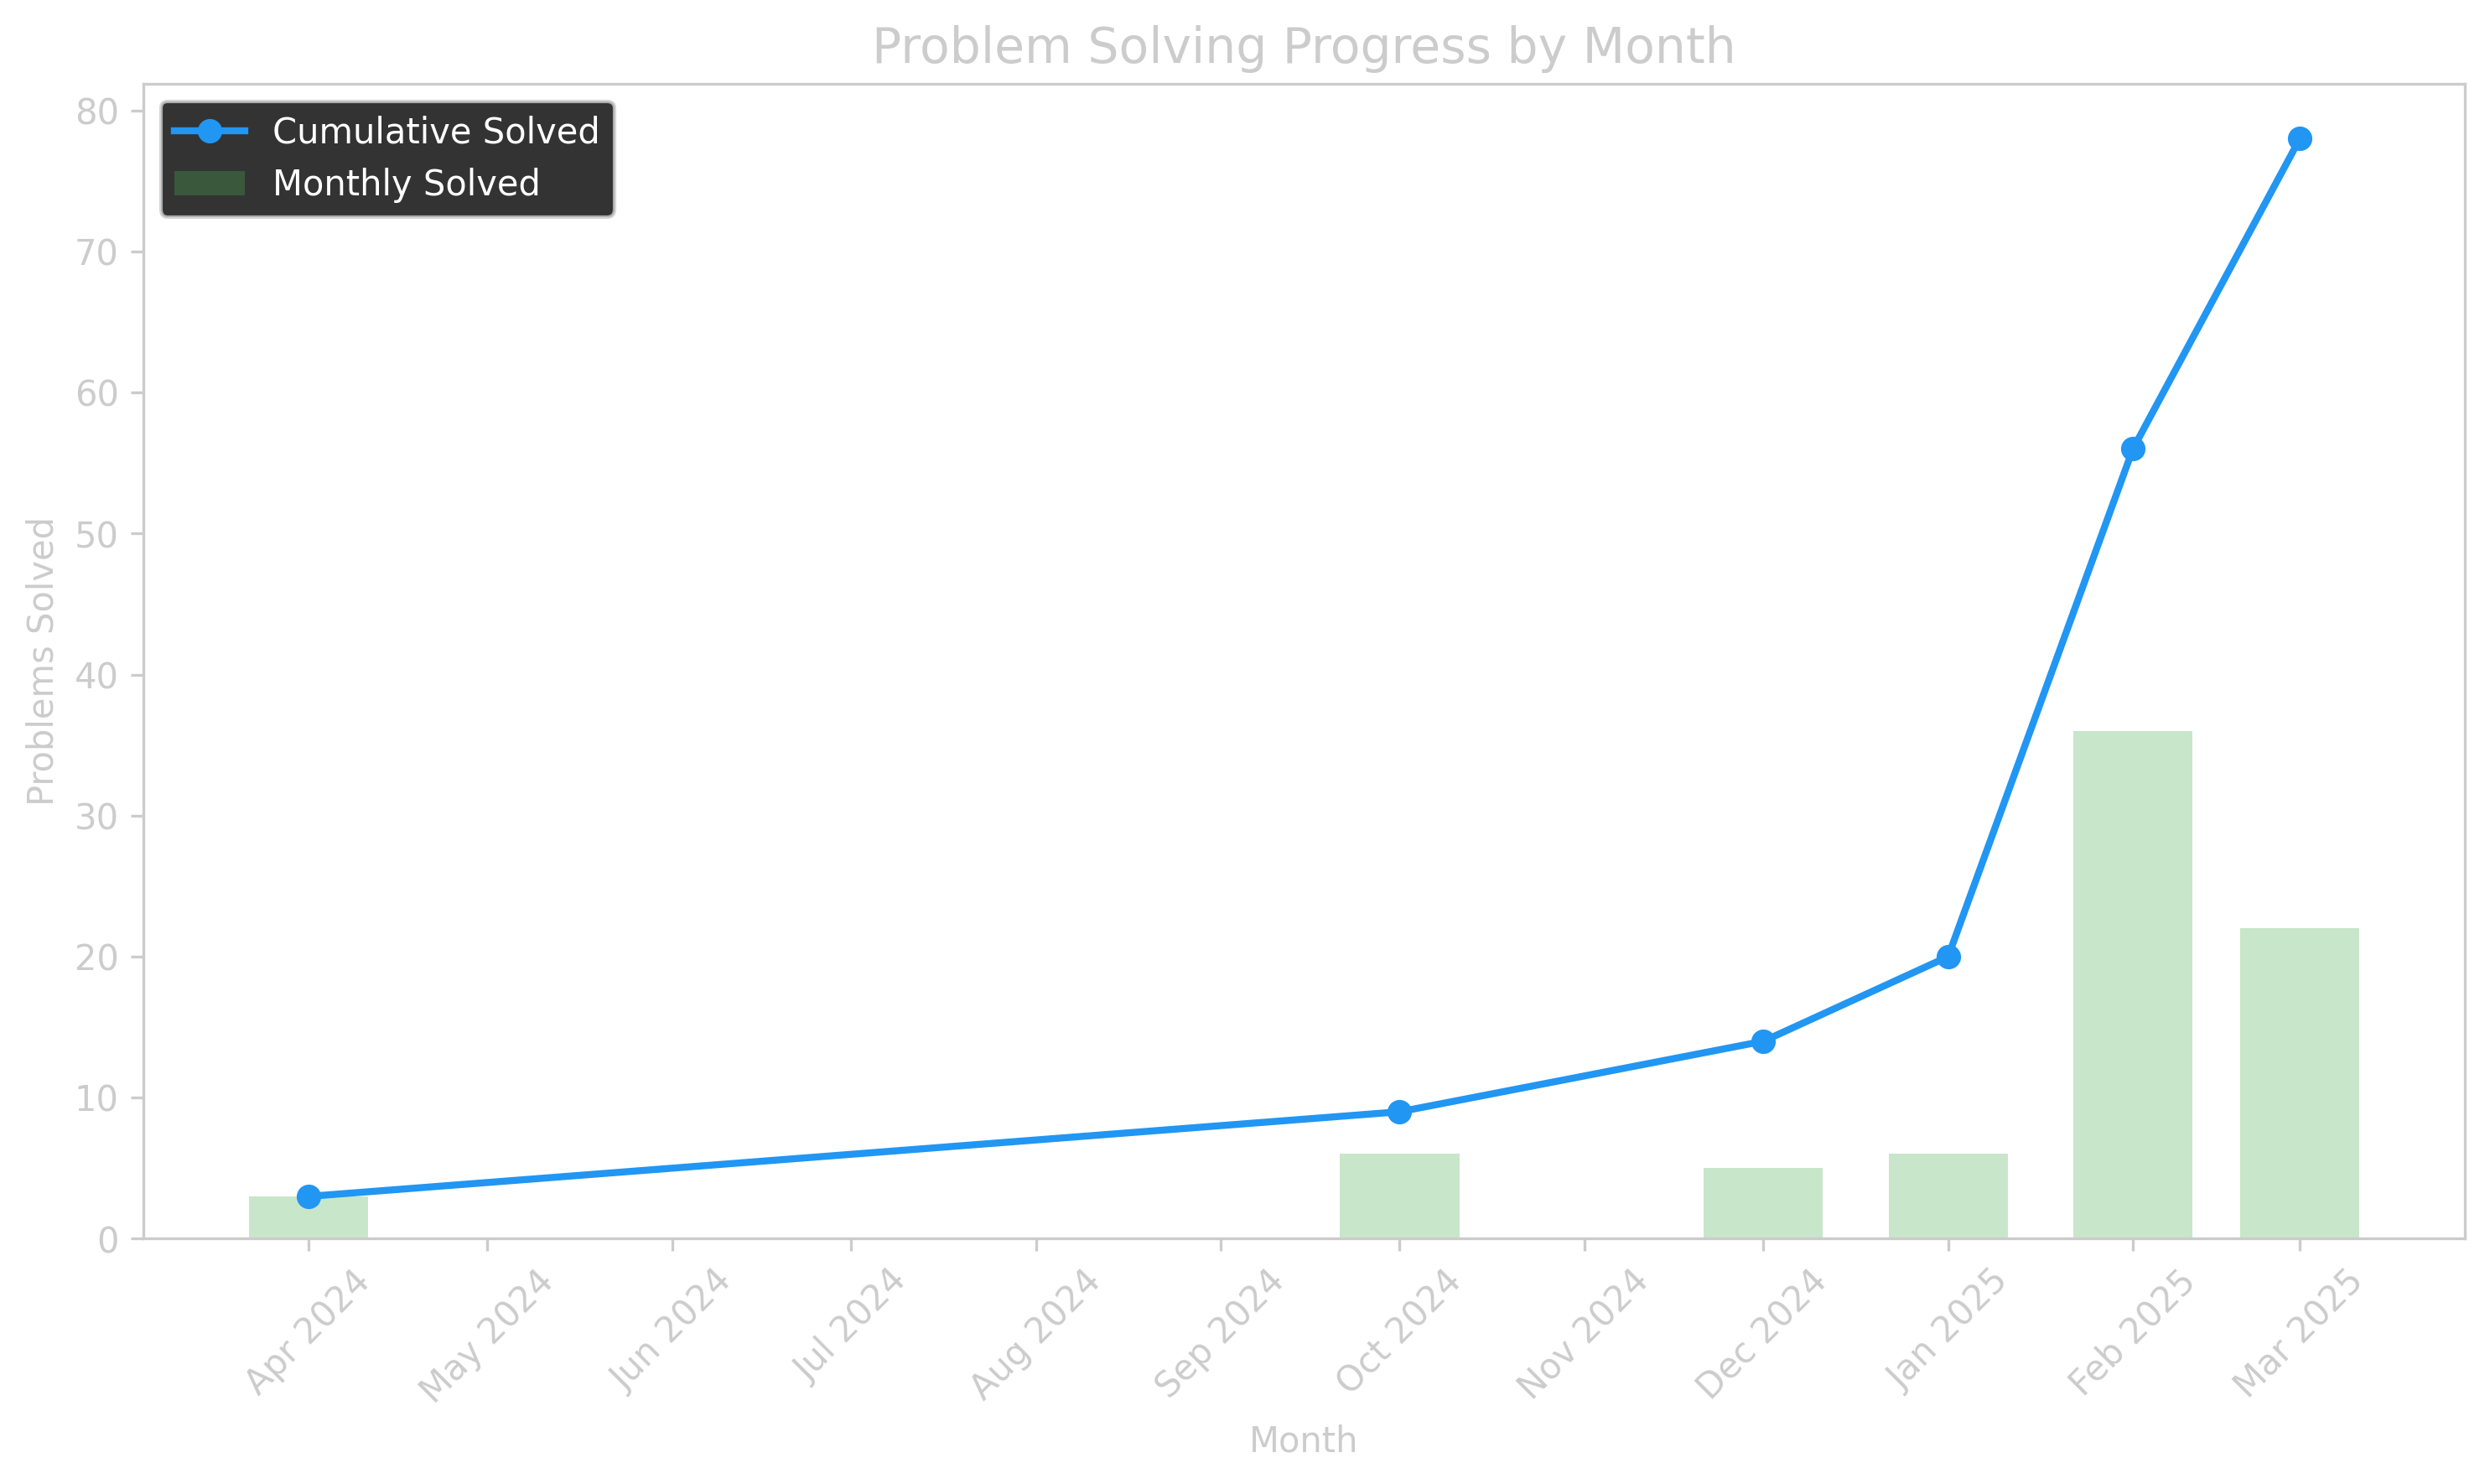 Problem Solving Progress by Month
Cumulative Solved
Monthly Solved
Problems Solved
80
70
60
50
40
30
20
10
0
Apr 2024
May 2024
Jun 2024
Jul 2024
Aug 2024
Sep 2024
Oct 2024
Nov 2024
Dec 2024
Jan 2025
Feb 2025
Mar 2025
Month